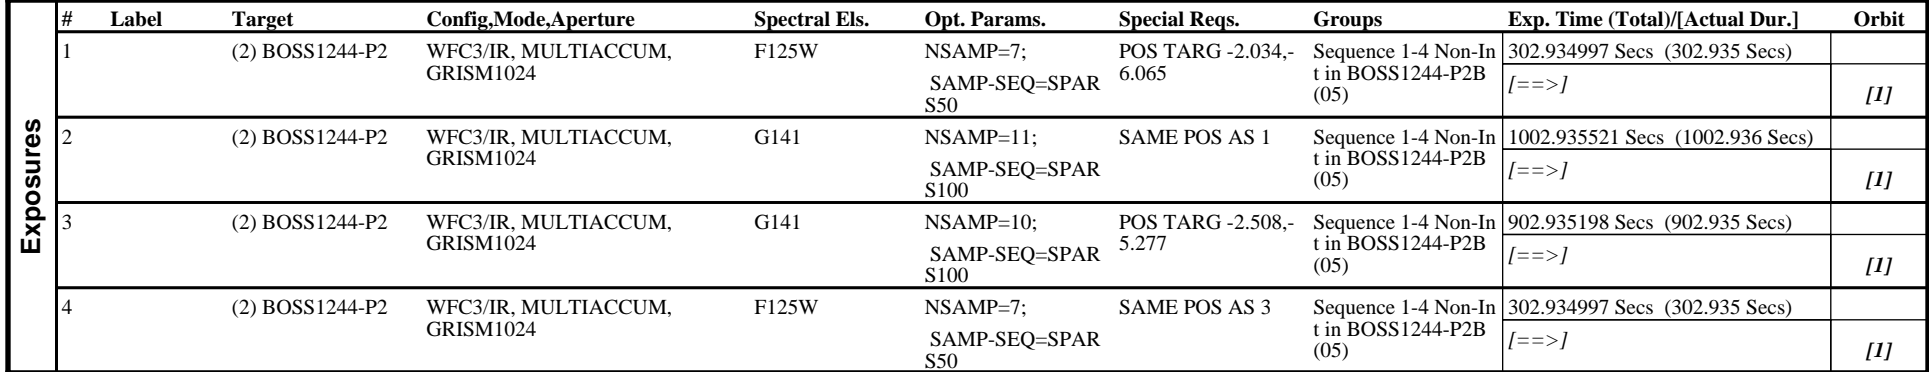 # Label Target Config,Mode,Aperture Spectral Els. Opt. Params. Special Reqs. Groups Exp. Time (Total)/[Actual Dur.] Orbit
Exposures
1 (2) BOSS1244-P2 WFC3/IR, MULTIACCUM, F125W NSAMP=7; POS TARG -2.034,- Sequence 1-4 Non-In 302.934997 Secs (302.935 Secs)
GRISM1024 6.065 t in BOSS1244-P2B
SAMP-SEQ=SPAR (05) [==>] [1]
S50
2 (2) BOSS1244-P2 WFC3/IR, MULTIACCUM, G141 NSAMP=11; SAME POS AS 1 Sequence 1-4 Non-In 1002.935521 Secs (1002.936 Secs)
GRISM1024 t in BOSS1244-P2B
SAMP-SEQ=SPAR (05) [==>] [1]
S100
3 (2) BOSS1244-P2 WFC3/IR, MULTIACCUM, G141 NSAMP=10; POS TARG -2.508,- Sequence 1-4 Non-In 902.935198 Secs (902.935 Secs)
GRISM1024 5.277 t in BOSS1244-P2B
SAMP-SEQ=SPAR (05) [==>] [1]
S100
4 (2) BOSS1244-P2 WFC3/IR, MULTIACCUM, F125W NSAMP=7; SAME POS AS 3 Sequence 1-4 Non-In 302.934997 Secs (302.935 Secs)
GRISM1024 t in BOSS1244-P2B
SAMP-SEQ=SPAR (05) [==>] [1]
S50